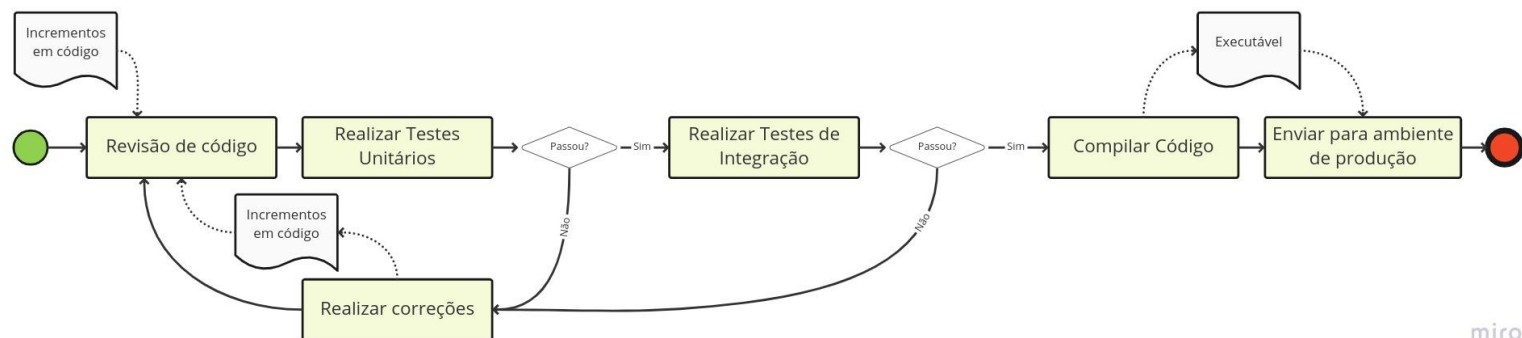 Incrementos
em código
Executável
Revisão de código
Realizar Testes
Unitários
Passou?
Sim
Realizar Testes de
Integração
Passou?
Sim
Compilar Código
Enviar para ambiente
de produção
Incrementos
em código
Não
Não
Realizar correções
miro